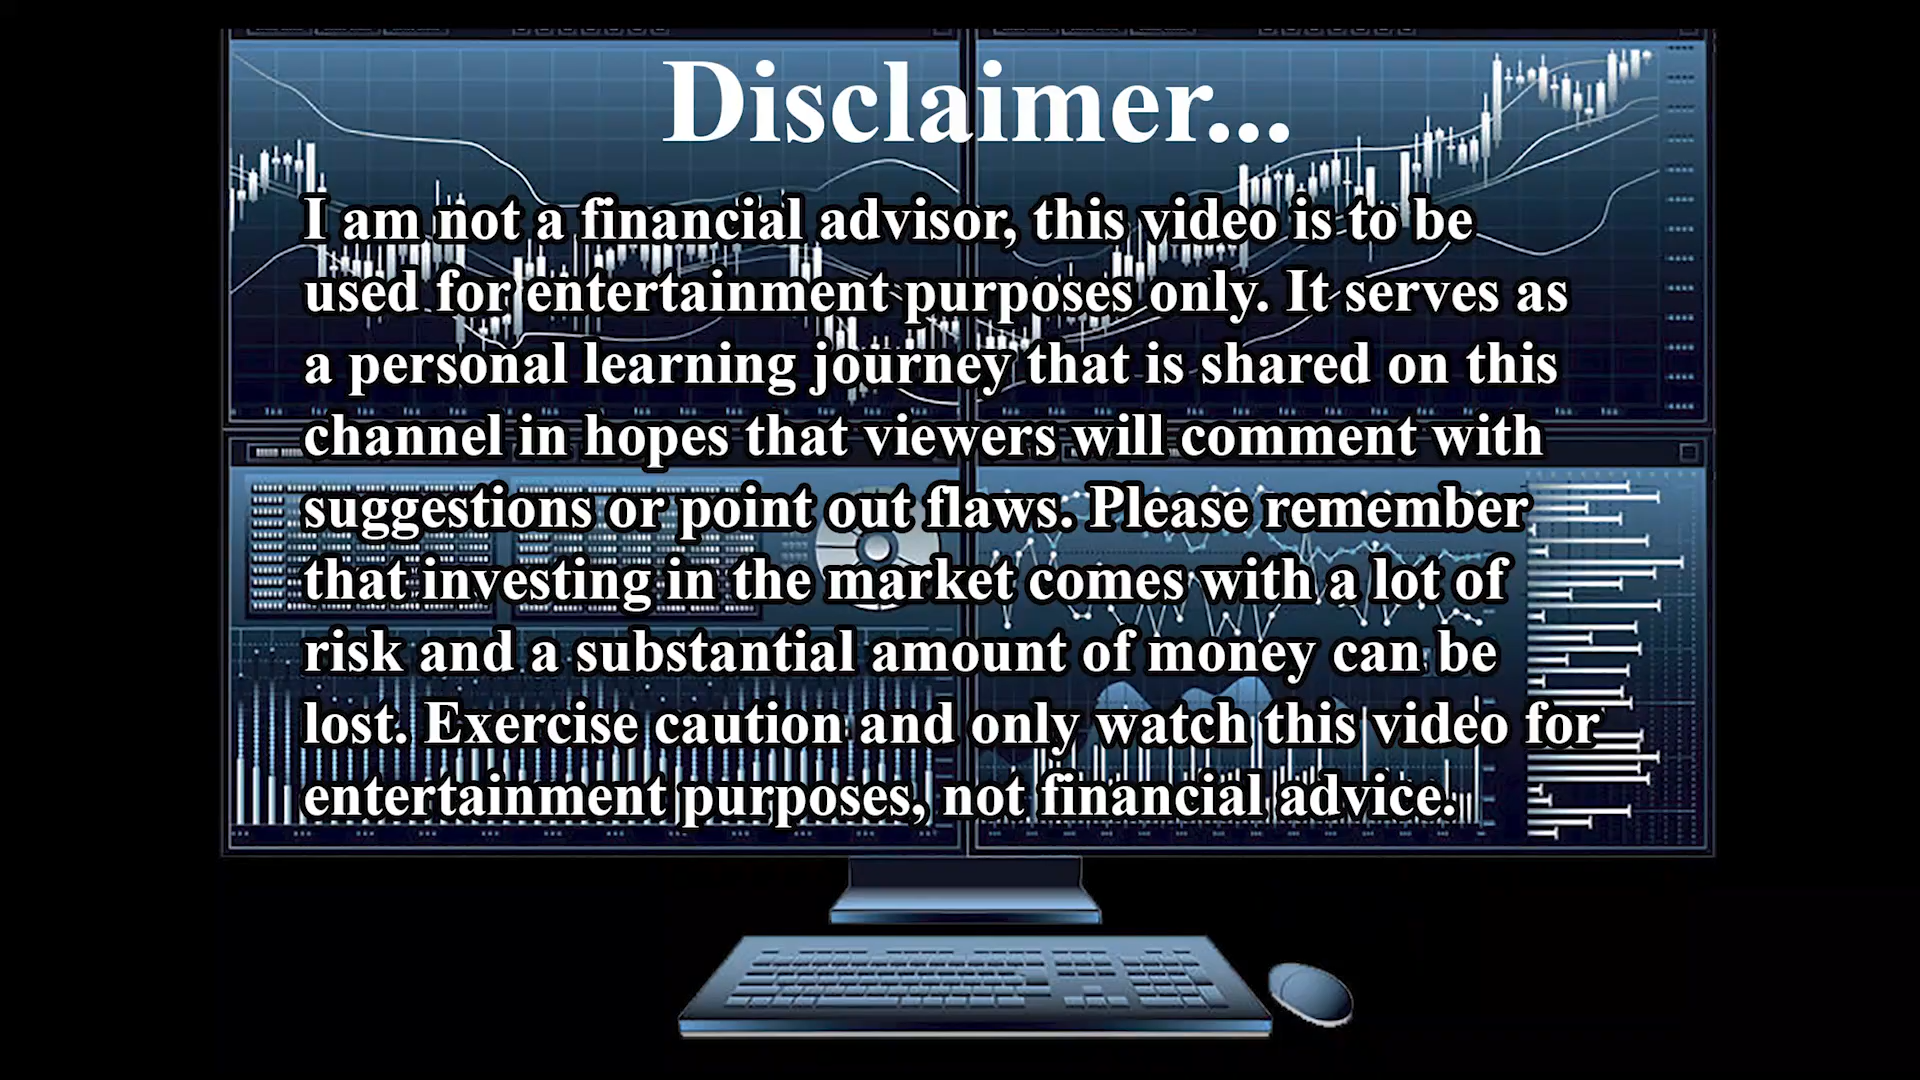 Disclaimer...
I am not a financial advisor, this video is to be
used for entertainment purposes only. It serves as
a personal learning journey that is shared on this
channel in hopes that viewers will comment with
suggestions or point out flaws. Please remember
that investing in the market comes with a lot of
risk and a substantial amount of money can be
lost. Exercise caution and only watch this video for
entertainment purposes, not financial advice.